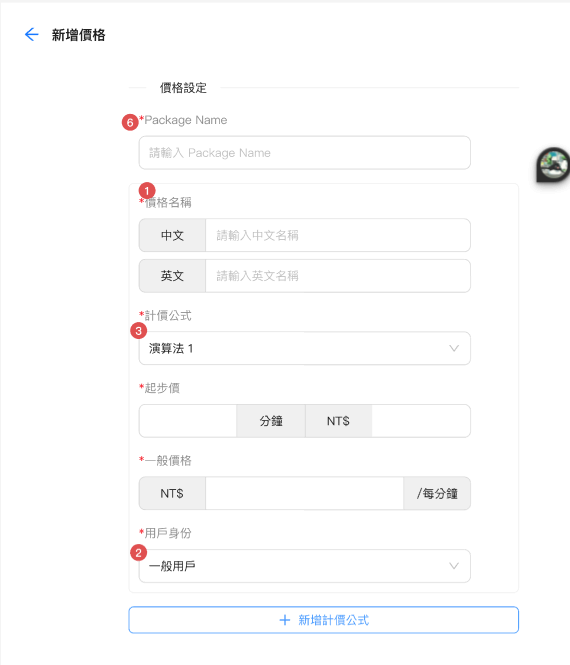 新增價格
價格設定
6 *Package Name
請輸入 Package Name
1
*價格名稱
中文 請輸入中文名稱
英文 請輸入英文名稱
*計價公式
3
演算法 1
*起步價
分鐘 NT$
*一般價格
NT$ /每分鐘
*用戶身份
2
一般用戶
+ 新增計價公式